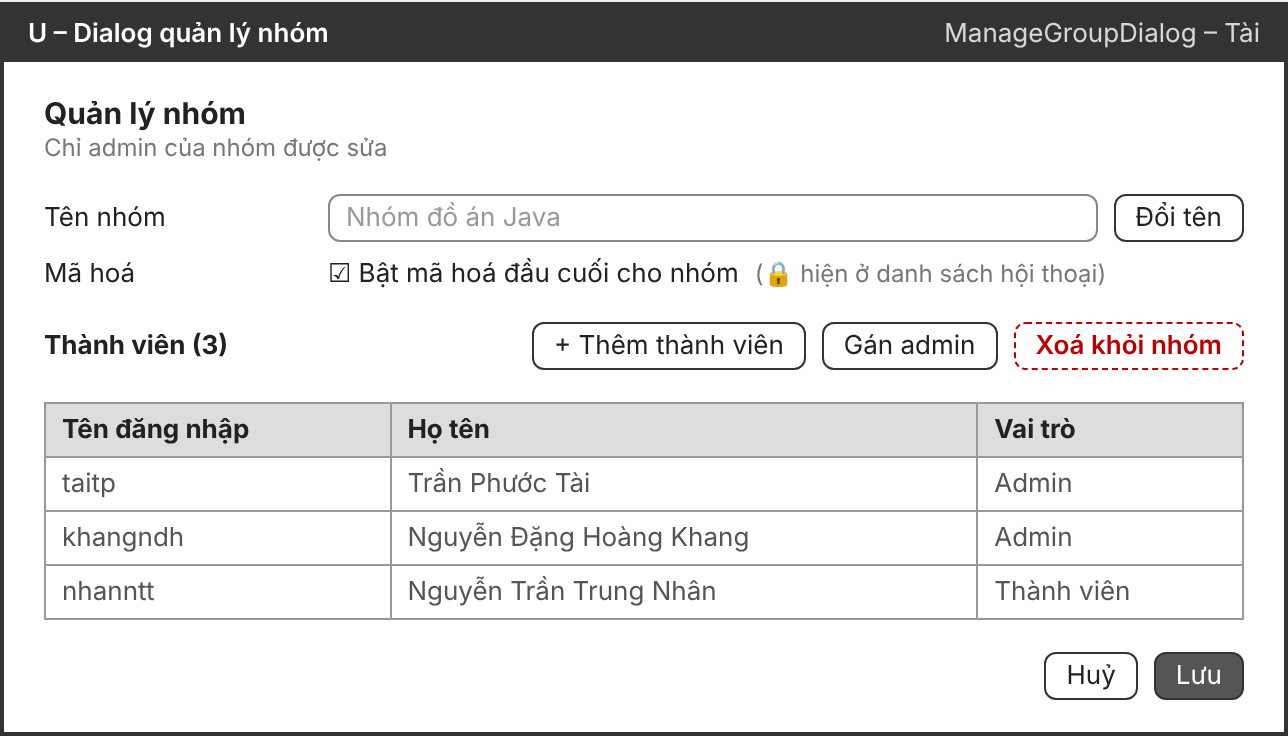 U – Dialog quản lý nhóm ManageGroupDialog – Tài
Quản lý nhóm
Chỉ admin của nhóm được sửa
Tên nhóm Nhóm đồ án Java Đổi tên
Mã hoá ☑ Bật mã hoá đầu cuối cho nhóm (🔒 hiện ở danh sách hội thoại)
Thành viên (3) + Thêm thành viên Gán admin Xoá khỏi nhóm
Tên đăng nhập Họ tên Vai trò
taitp Trần Phước Tài Admin
khangndh Nguyễn Đặng Hoàng Khang Admin
nhanntt Nguyễn Trần Trung Nhân Thành viên
Huỷ Lưu